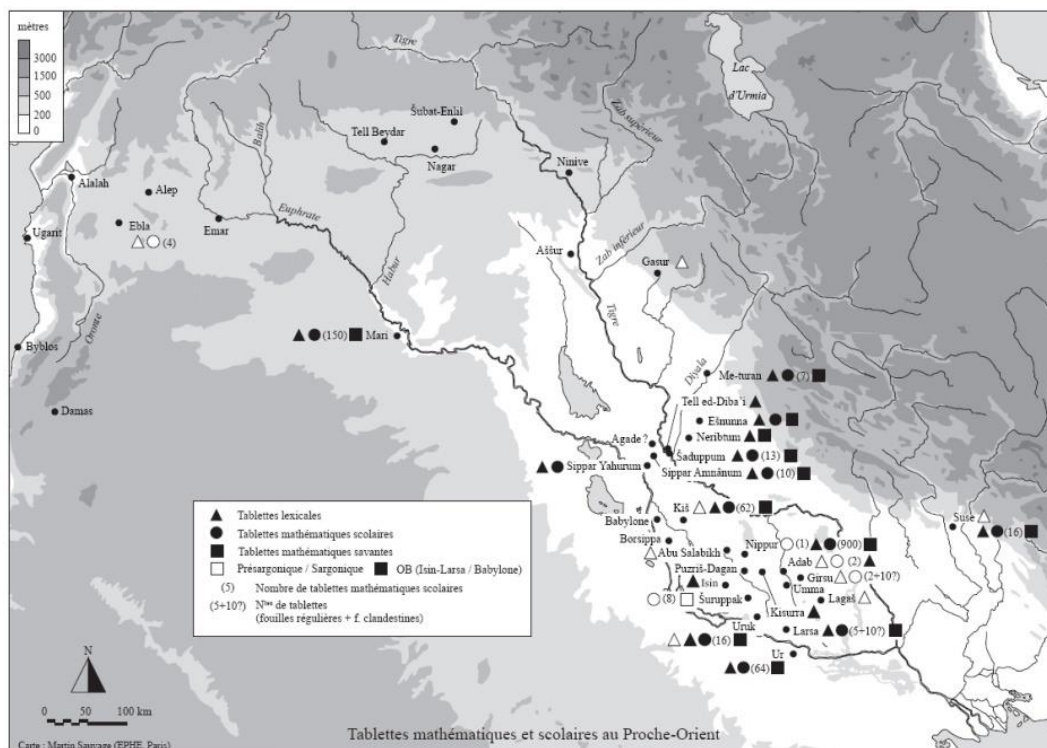 mètres
3000
1500
500
200
0
Tigre
Lac
d'Urmia
Zab supérieur
Šubat-Enlil
Tell Beydar
Balih
Nagar
Ninive
Alalah
Alep
Euphrate
Ebla
(4)
Emar
Ugarit
Habur
Zab inférieur
Aššur
Gasur
Oronte
Tigre
Byblos
(150) Mari
Diyala
Me-turan (7)
Damas
Tell ed-Diba'i
Ešnunna
Agade ?
Neribtum
Šaduppum (13)
Sippar Yahurum
Sippar Amnānum (10)
Kiš (62)
Babylone
Suse
(16)
Borsippa
Nippur (1) (900)
Abu Salabikh
Adab (2)
Puzriš-Dagan
Girsu (2+10?)
Isin
Umma
(8) Šuruppak
Lagaš
Kisurra
Uruk
(16)
Larsa (5+10?)
Ur
(64)
Tablettes lexicales
Tablettes mathématiques scolaires
Tablettes mathématiques savantes
Présargonique / Sargonique OB (Isin-Larsa / Babylone)
(5) Nombre de tablettes mathématiques scolaires
(5+10?) Nbres de tablettes
(fouilles régulières + f. clandestines)
N
0 50 100 km
Carte : Martin Sauvage (EPHE, Paris)
Tablettes mathématiques et scolaires au Proche-Orient